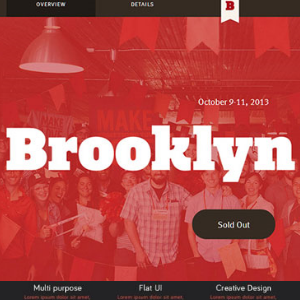 OVERVIEW
DETAILS
B
October 9-11, 2013
MAKE
Brooklyn
Sold Out
Multi purpose
Flat UI
Creative Design
Lorem ipsum dolor sit amet,
Lorem ipsum dolor sit amet,
Lorem ipsum dolor sit amet,